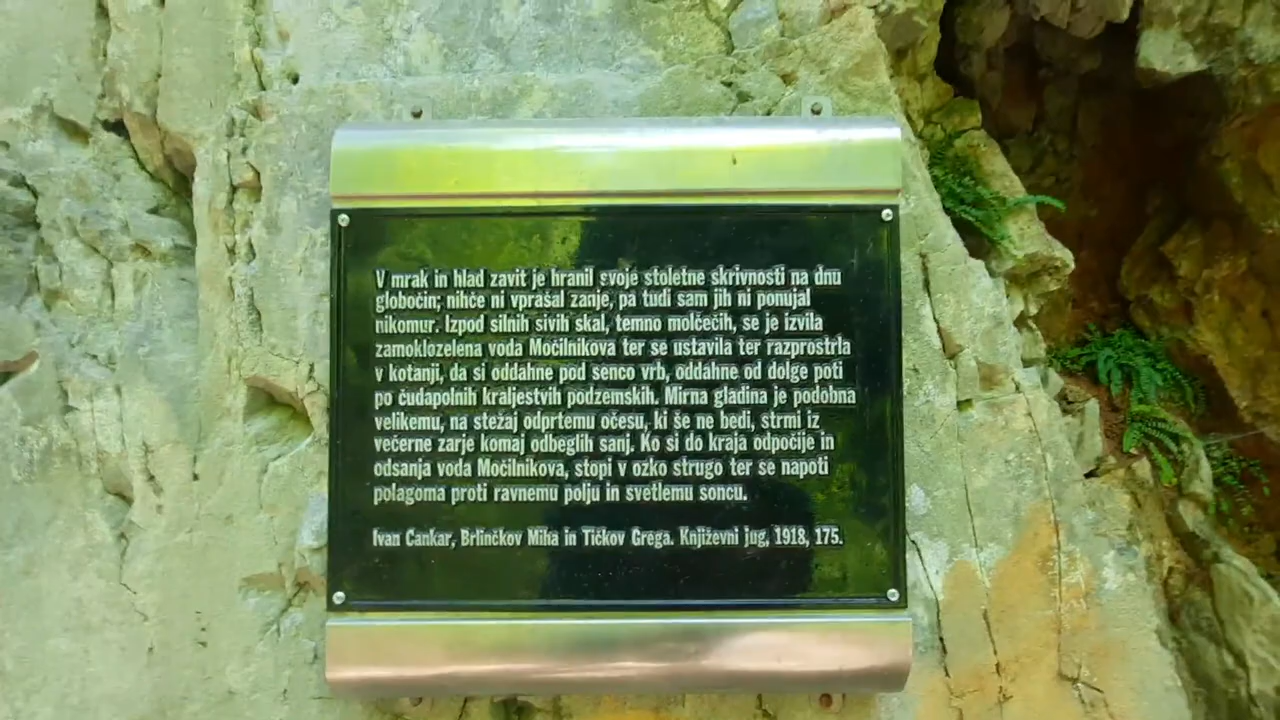 V mrak in hlad zavit je hranil svoje stoletne skrivnosti na dnu
globočin; nihče ni vprašal zanje, pa tudi sam jih ni ponujal
nikomur. Izpod silnih sivih skal, temno molčečih, se je izvila
zamoklozelena voda Močilnikova ter se ustavila ter razprostrla
v kotanji, da si oddahne pod senco vrb, oddahne od dolge poti
po čudapolnih kraljestvih podzemskih. Mirna gladina je podobna
velikemu, na stežaj odprtemu očesu, ki še ne bedi, strmi iz
večerne zarje komaj odbeglih sanj. Ko si do kraja odpočije in
odsanja voda Močilnikova, stopi v ozko strugo ter se napoti
polagoma proti ravnemu polju in svetlemu soncu.
Ivan Cankar, Brlinčkov Miha in Tičkov Grega. Književni jug, 1918, 175.